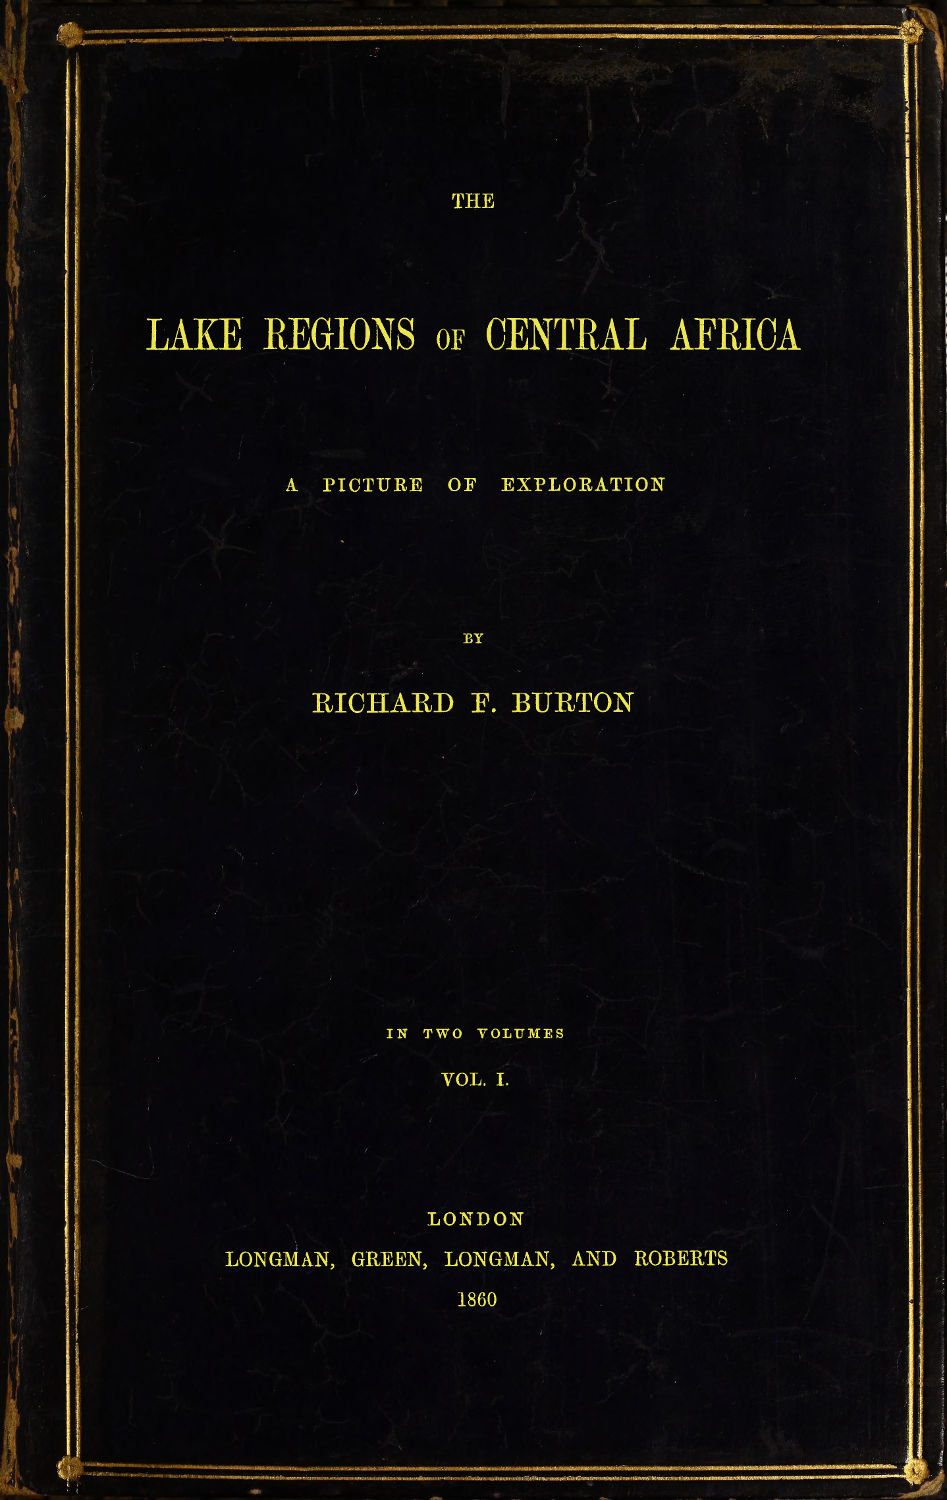 THE
LAKE REGIONS OF CENTRAL AFRICA
A PICTURE OF EXPLORATION
BY
RICHARD F. BURTON
IN TWO VOLUMES
VOL. I.
LONDON
LONGMAN, GREEN, LONGMAN, AND ROBERTS
1860